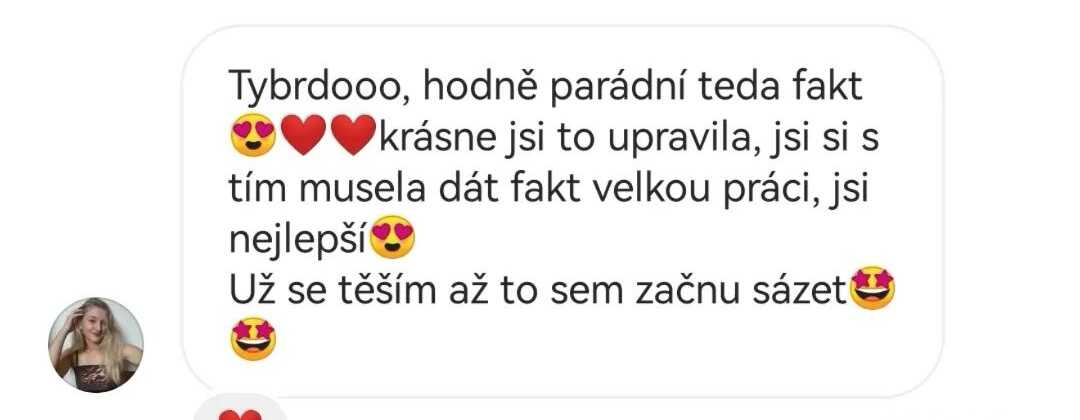 Tybrdooo, hodně parádní teda fakt
😍❤️❤️krásne jsi to upravila, jsi si s
tím musela dát fakt velkou práci, jsi
nejlepší😍
Už se těším až to sem začnu sázet🤩
🤩